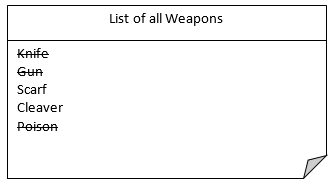 List of all Weapons
Knife
Gun
Scarf
Cleaver
Poison